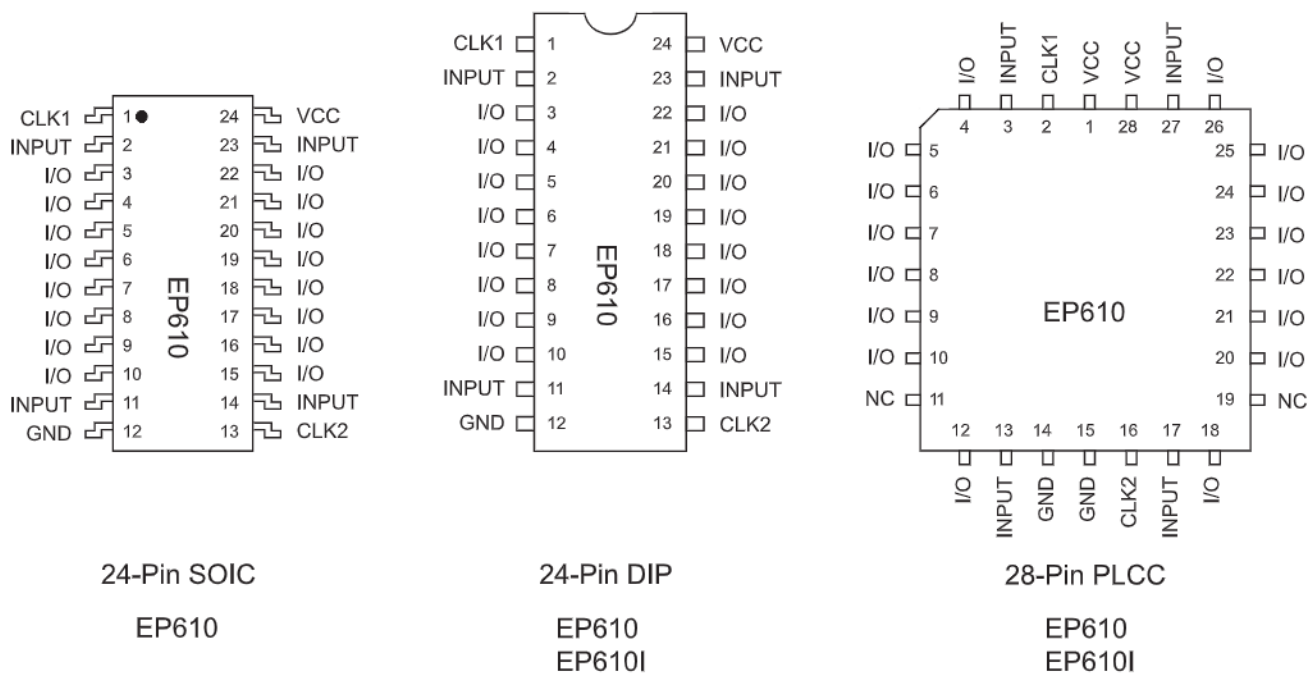 CLK1 1 24 VCC
INPUT 2 23 INPUT
I/O 3 22 I/O
I/O 4 21 I/O
I/O 5 20 I/O
I/O 6 19 I/O
I/O 7 18 I/O
I/O 8 17 I/O
I/O 9 16 I/O
I/O 10 15 I/O
INPUT 11 14 INPUT
GND 12 13 CLK2
EP610
24-Pin SOIC
EP610
CLK1 1 24 VCC
INPUT 2 23 INPUT
I/O 3 22 I/O
I/O 4 21 I/O
I/O 5 20 I/O
I/O 6 19 I/O
I/O 7 18 I/O
I/O 8 17 I/O
I/O 9 16 I/O
I/O 10 15 I/O
INPUT 11 14 INPUT
GND 12 13 CLK2
EP610
24-Pin DIP
EP610
EP610I
I/O INPUT CLK1 VCC VCC INPUT I/O
4 3 2 1 28 27 26
I/O 5 25 I/O
I/O 6 24 I/O
I/O 7 23 I/O
I/O 8 22 I/O
I/O 9 21 I/O
I/O 10 20 I/O
NC 11 19 NC
EP610
12 13 14 15 16 17 18
I/O INPUT GND GND CLK2 INPUT I/O
28-Pin PLCC
EP610
EP610I